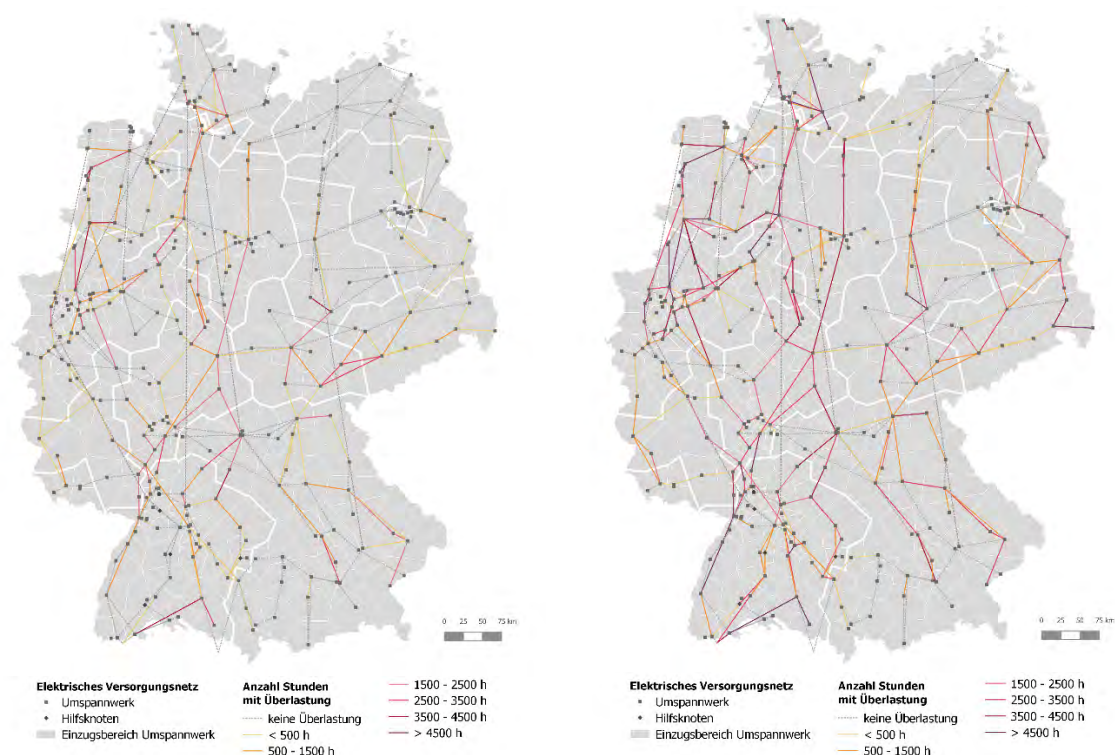 0 25 50 75 km
0 25 50 75 km
Elektrisches Versorgungsnetz
Umspannwerk
Hilfsknoten
Einzugsbereich Umspannwerk
Anzahl Stunden
mit Überlastung
keine Überlastung
< 500 h
500 - 1500 h
1500 - 2500 h
2500 - 3500 h
3500 - 4500 h
> 4500 h
Elektrisches Versorgungsnetz
Umspannwerk
Hilfsknoten
Einzugsbereich Umspannwerk
Anzahl Stunden
mit Überlastung
keine Überlastung
< 500 h
500 - 1500 h
1500 - 2500 h
2500 - 3500 h
3500 - 4500 h
> 4500 h